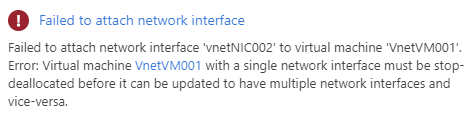 Failed to attach network interface
Failed to attach network interface 'vnetNIC002' to virtual machine 'VnetVM001'.
Error: Virtual machine VnetVM001 with a single network interface must be stop-
deallocated before it can be updated to have multiple network interfaces and
vice-versa.